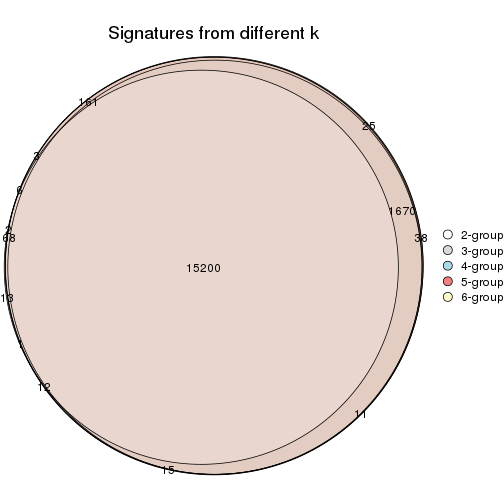 Signatures from different k
161
25
3
6
1670
2
68
38
15200
13
1
12
11
15
2-group
3-group
4-group
5-group
6-group